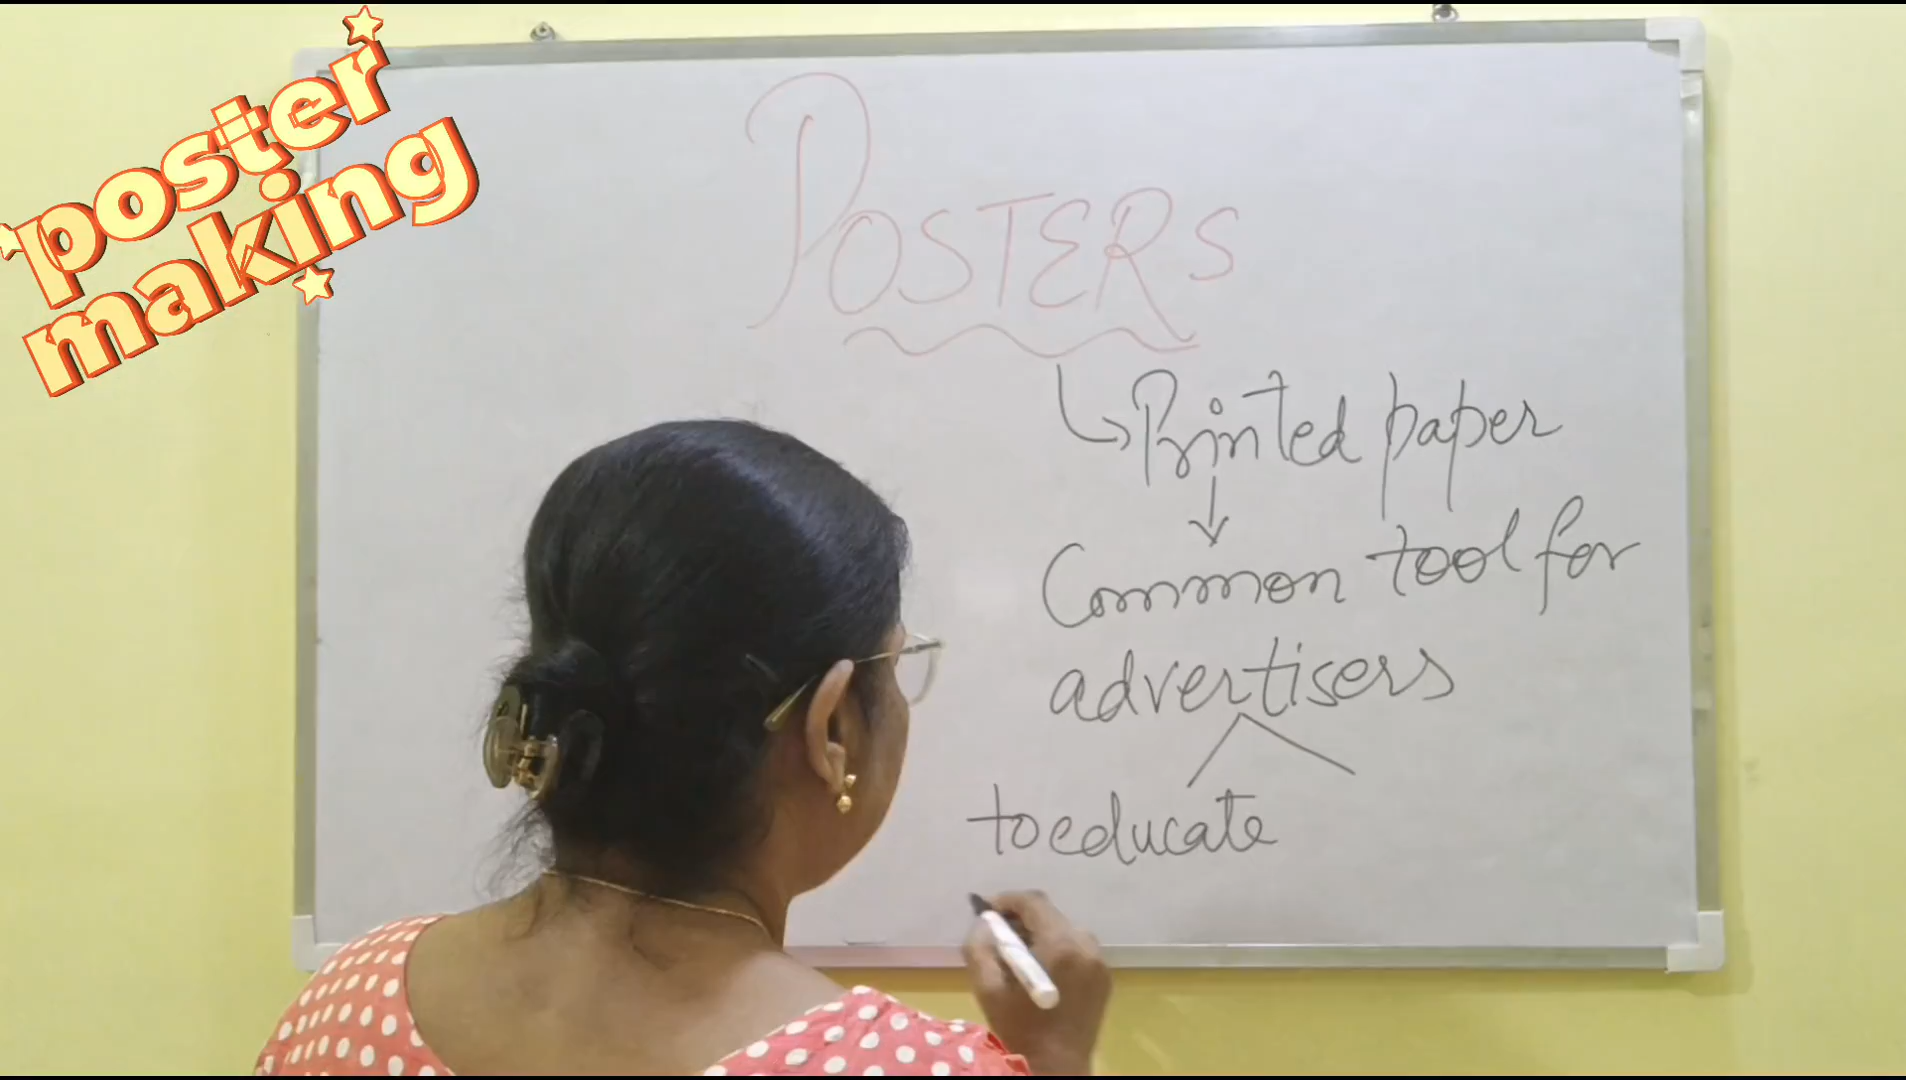 poster
making
POSTERS
Printed paper
Common tool for
advertisers
to educate